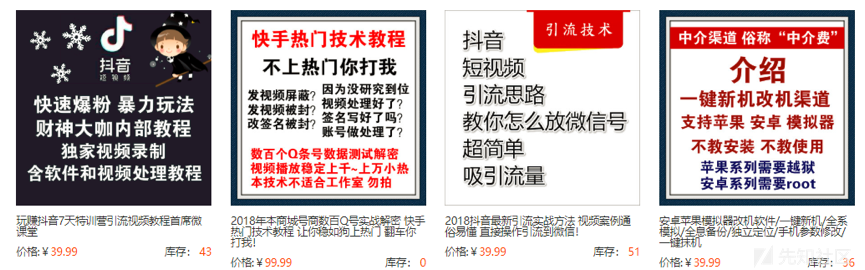 抖音
短视频
快速爆粉 暴力玩法
财神大咖内部教程
独家视频录制
含软件和视频处理教程
玩赚抖音7天特训营引流视频教程首席微
课堂
价格:￥39.99 库存： 43
快手热门技术教程
不上热门你打我
发视频屏蔽?
发视频被封?
改签名被封?
因为没研究到位
视频处理好了?
签名写好了吗?
账号做处理了?
数百个Q条号数据测试解密
视频播放稳定上千~上万小热
本技术不适合工作室 勿拍
2018年本商城号商数百Q号实战解密 快手
热门技术教程 让你稳如狗上热门 翻车你
打我!
价格:￥99.99 库存： 0
引流技术
抖音
短视频
引流思路
教你怎么放微信号
超简单
吸引流量
2018抖音最新引流实战方法 视频案例通
俗易懂 直接操作引流到微信!
价格:￥39.99 库存： 51
中介渠道 俗称“中介费”
介绍
一键新机改机渠道
支持苹果 安卓 模拟器
不教安装 不教使用
苹果系列需要越狱
安卓系列需要root
安卓苹果模拟器改机软件/一键新机/全系
模拟/全息备份/独立定位/手机参数修改/
一键抹机
价格:￥39.99 库存： 36
先知社区